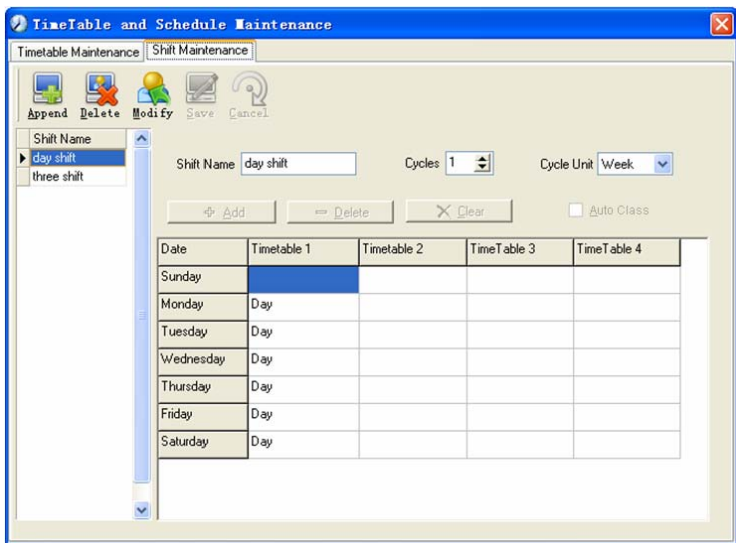 TimeTable and Schedule Maintenance
Timetable Maintenance Shift Maintenance
Append Delete Modify Save Cancel
Shift Name
day shift
three shift
Shift Name day shift Cycles 1 Cycle Unit Week
Add Delete Clear Auto Class
Date Timetable 1 Timetable 2 TimeTable 3 TimeTable 4
Sunday
Monday Day
Tuesday Day
Wednesday Day
Thursday Day
Friday Day
Saturday Day